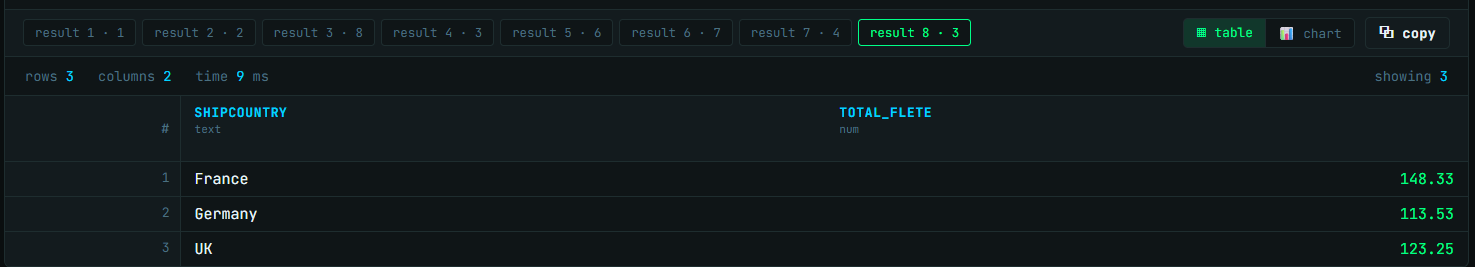 result 1 · 1 result 2 · 2 result 3 · 8 result 4 · 3 result 5 · 6 result 6 · 7 result 7 · 4 result 8 · 3 table chart copy
rows 3 columns 2 time 9 ms showing 3
# SHIPCOUNTRY TOTAL_FLETE
text num
1 France 148.33
2 Germany 113.53
3 UK 123.25